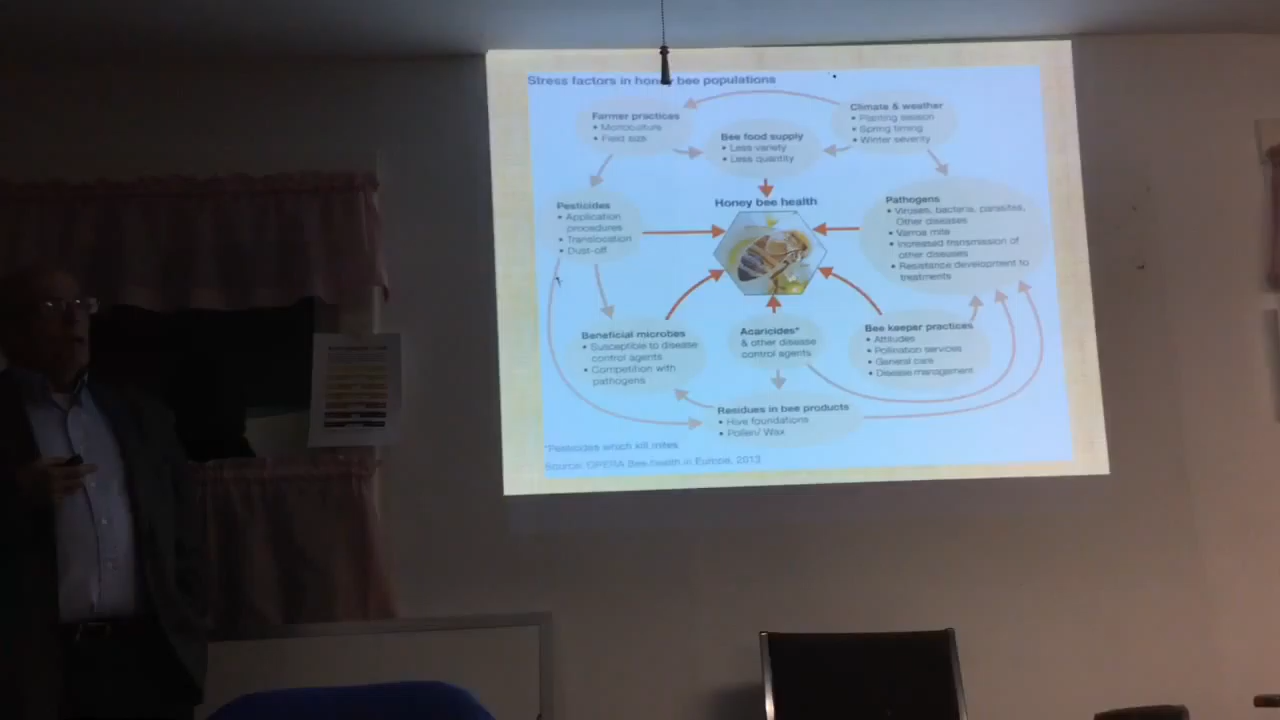 Stress factors in honey bee populations
Farmer practices
• Monoculture
• Field size
Climate & weather
• Planting season
• Spring timing
• Winter severity
Bee food supply
• Less variety
• Less quantity
Pesticides
• Application
procedures
• Translocation
• Dust-off
Honey bee health
Pathogens
• Viruses, bacteria, parasites,
Other diseases
• Varroa mite
• Increased transmission of
other diseases
• Resistance development to
treatments
Beneficial microbes
• Susceptible to disease
control agents
• Competition with
pathogens
Acaricides*
& other disease
control agents
Bee keeper practices
• Attitudes
• Pollination services
• General care
• Disease management
Residues in bee products
• Hive foundations
• Pollen/ Wax
*Pesticides which kill mites
Source: OPERA Bee health in Europe, 2013